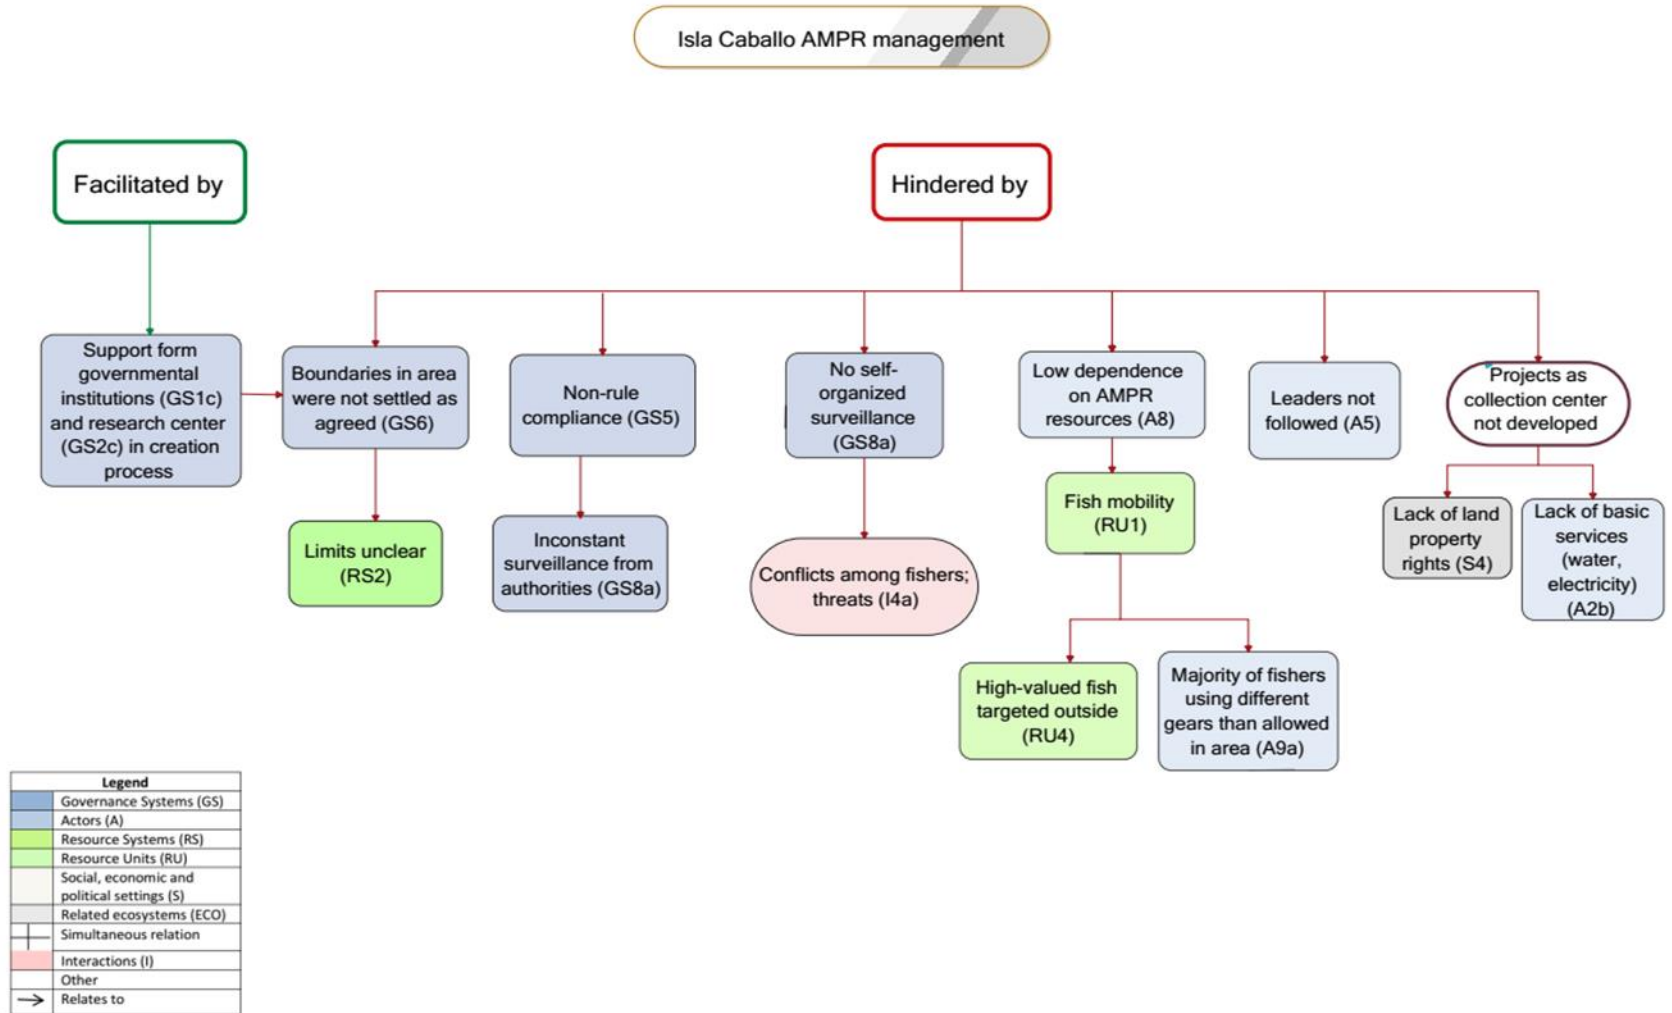 Isla Caballo AMPR management
Facilitated by
Hindered by
Support form
governmental
institutions (GS1c)
and research center
(GS2c) in creation
process
Boundaries in area
were not settled as
agreed (GS6)
Non-rule
compliance (GS5)
No self-
organized
surveillance
(GS8a)
Low dependence
on AMPR
resources (A8)
Leaders not
followed (A5)
Projects as
collection center
not developed
Limits unclear
(RS2)
Inconstant
surveillance from
authorities (GS8a)
Conflicts among fishers;
threats (I4a)
Fish mobility
(RU1)
Lack of land
property
rights (S4)
Lack of basic
services
(water,
electricity)
(A2b)
High-valued fish
targeted outside
(RU4)
Majority of fishers
using different
gears than allowed
in area (A9a)
Legend
Governance Systems (GS)
Actors (A)
Resource Systems (RS)
Resource Units (RU)
Social, economic and
political settings (S)
Related ecosystems (ECO)
Simultaneous relation
Interactions (I)
Other
Relates to